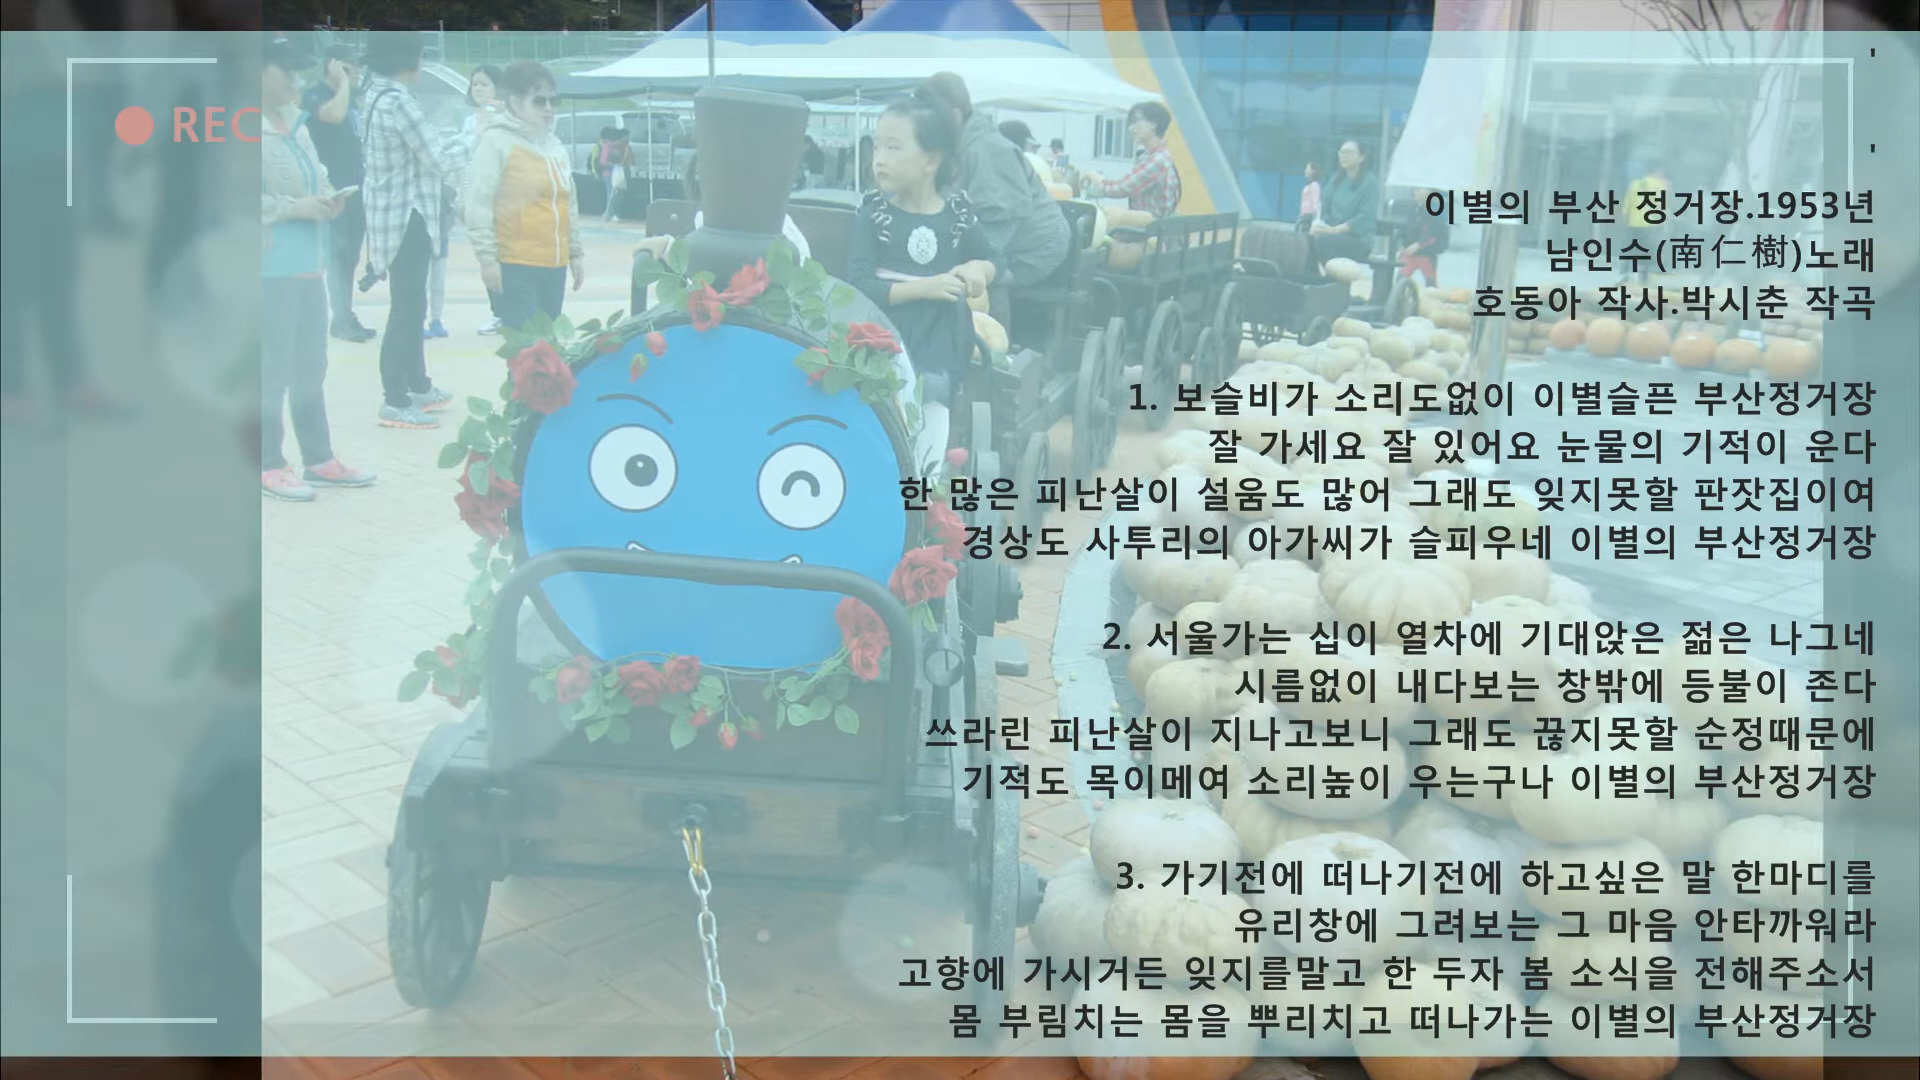 REC
이별의 부산 정거장.1953년
남인수(南仁樹)노래
호동아 작사.박시춘 작곡
1. 보슬비가 소리도없이 이별슬픈 부산정거장
잘 가세요 잘 있어요 눈물의 기적이 운다
한 많은 피난살이 설움도 많어 그래도 잊지못할 판잣집이여
경상도 사투리의 아가씨가 슬피우네 이별의 부산정거장
2. 서울가는 십이 열차에 기대앉은 젊은 나그네
시름없이 내다보는 창밖에 등불이 존다
쓰라린 피난살이 지나고보니 그래도 끊지못할 순정때문에
기적도 목이메여 소리높이 우는구나 이별의 부산정거장
3. 가기전에 떠나기전에 하고싶은 말 한마디를
유리창에 그려보는 그 마음 안타까워라
고향에 가시거든 잊지를말고 한 두자 봄 소식을 전해주소서
몸 부림치는 몸을 뿌리치고 떠나가는 이별의 부산정거장